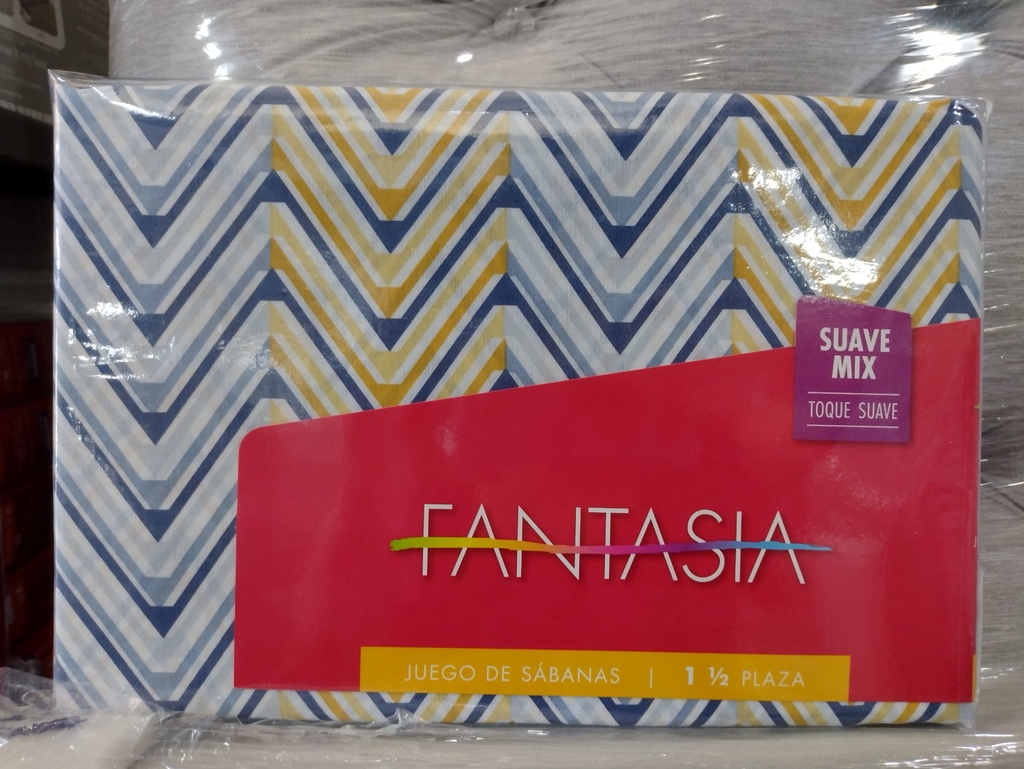 SUAVE
MIX
TOQUE SUAVE
FANTASIA
JUEGO DE SÁBANAS | 1 ½ PLAZA